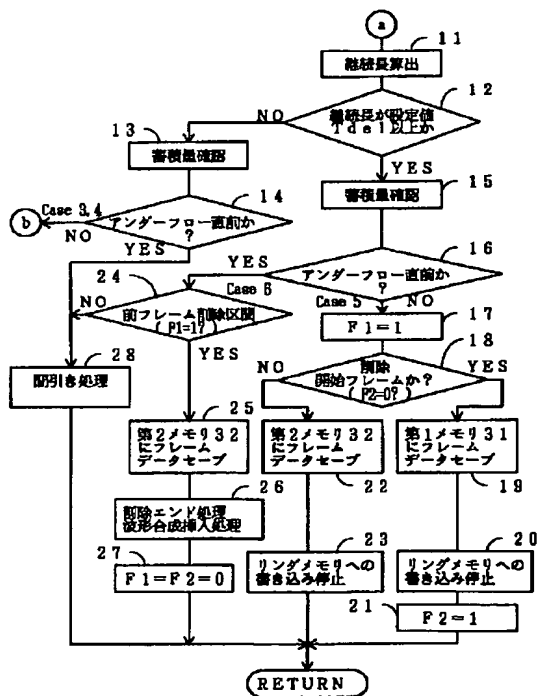 a
11
継続長算出
12
継続長が設定値
Tdel以上か
NO
YES
13
蓄積量確認
15
蓄積量確認
14
Case 3,4
アンダーフロー直前か
?
b
NO
YES
16
YES
アンダーフロー直前か
?
24
Case 6
Case 5
NO
17
NO
前フレーム削除区間
( F1=1?)
F1=1
18
YES
NO
削除
YES
開始フレームか?
( F2=0?)
28
間引き処理
25
第2メモリ32
にフレーム
データセーブ
第2メモリ32
にフレーム
データセーブ
22
第1メモリ31
にフレーム
データセーブ
19
26
削除エンド処理
波形合成挿入処理
23
リングメモリへの
書き込み停止
20
リングメモリへの
書き込み停止
27
F1=F2=0
21
F2=1
RETURN